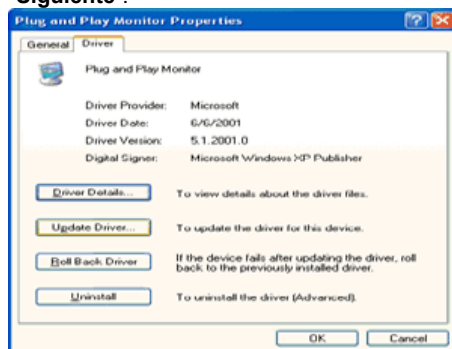 Siguiente".
Plug and Play Monitor Properties
General Driver
Plug and Play Monitor
Driver Provider: Microsoft
Driver Date: 6/6/2001
Driver Version: 5.1.2001.0
Digital Signer: Microsoft Windows XP Publisher
Driver Details... To view details about the driver files.
Update Driver... To update the driver for this device.
Roll Back Driver If the device fails after updating the driver, roll
back to the previously installed driver.
Uninstall To uninstall the driver (Advanced).
OK Cancel